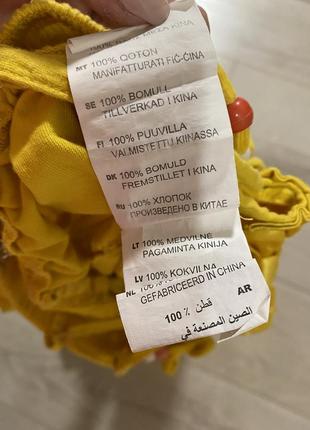 MT 100% QOTON
MANIFATTURATI FIĊ-ĊINA
SE 100% BOMULL
TILLVERKAD I KINA
FI 100% PUUVILLA
VALMISTETTU KIINASSA
DK 100% BOMULD
FREMSTILLET I KINA
RU 100% ХЛОПОК
ПРОИЗВЕДЕНО В КИТАЕ
LT 100% MEDVILNĖ
PAGAMINTA KINIJA
LV 100% KOKVILNA
NL 100%
GEFABRICEERD IN CHINA
AR
قطن %100
الصين المصنعة في